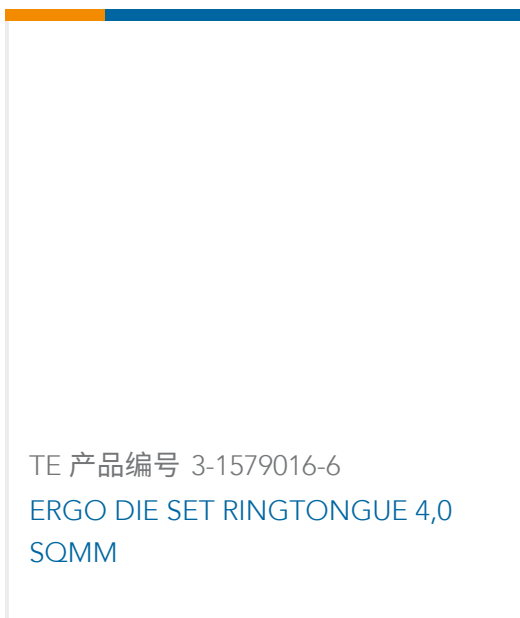 TE 产品编号 3-1579016-6
ERGO DIE SET RINGTONGUE 4,0
SQMM